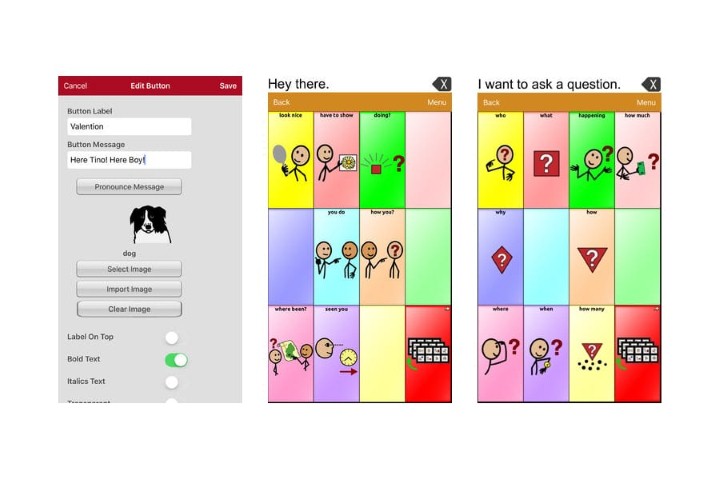 Cancel Edit Button Save
Button Label
Valention
Button Message
Here Tino! Here Boy!
Pronounce Message
dog
Select Image
Import Image
Clear Image
Label On Top
Bold Text
Italics Text
Hey there.
X
Back Menu
look nice have to show doing?
?
you do how you?
?
where been? seen you
?
I want to ask a question.
X
Back Menu
who what happening how much
? ? ? ?
why how
? ?
where when how many
? ? ?